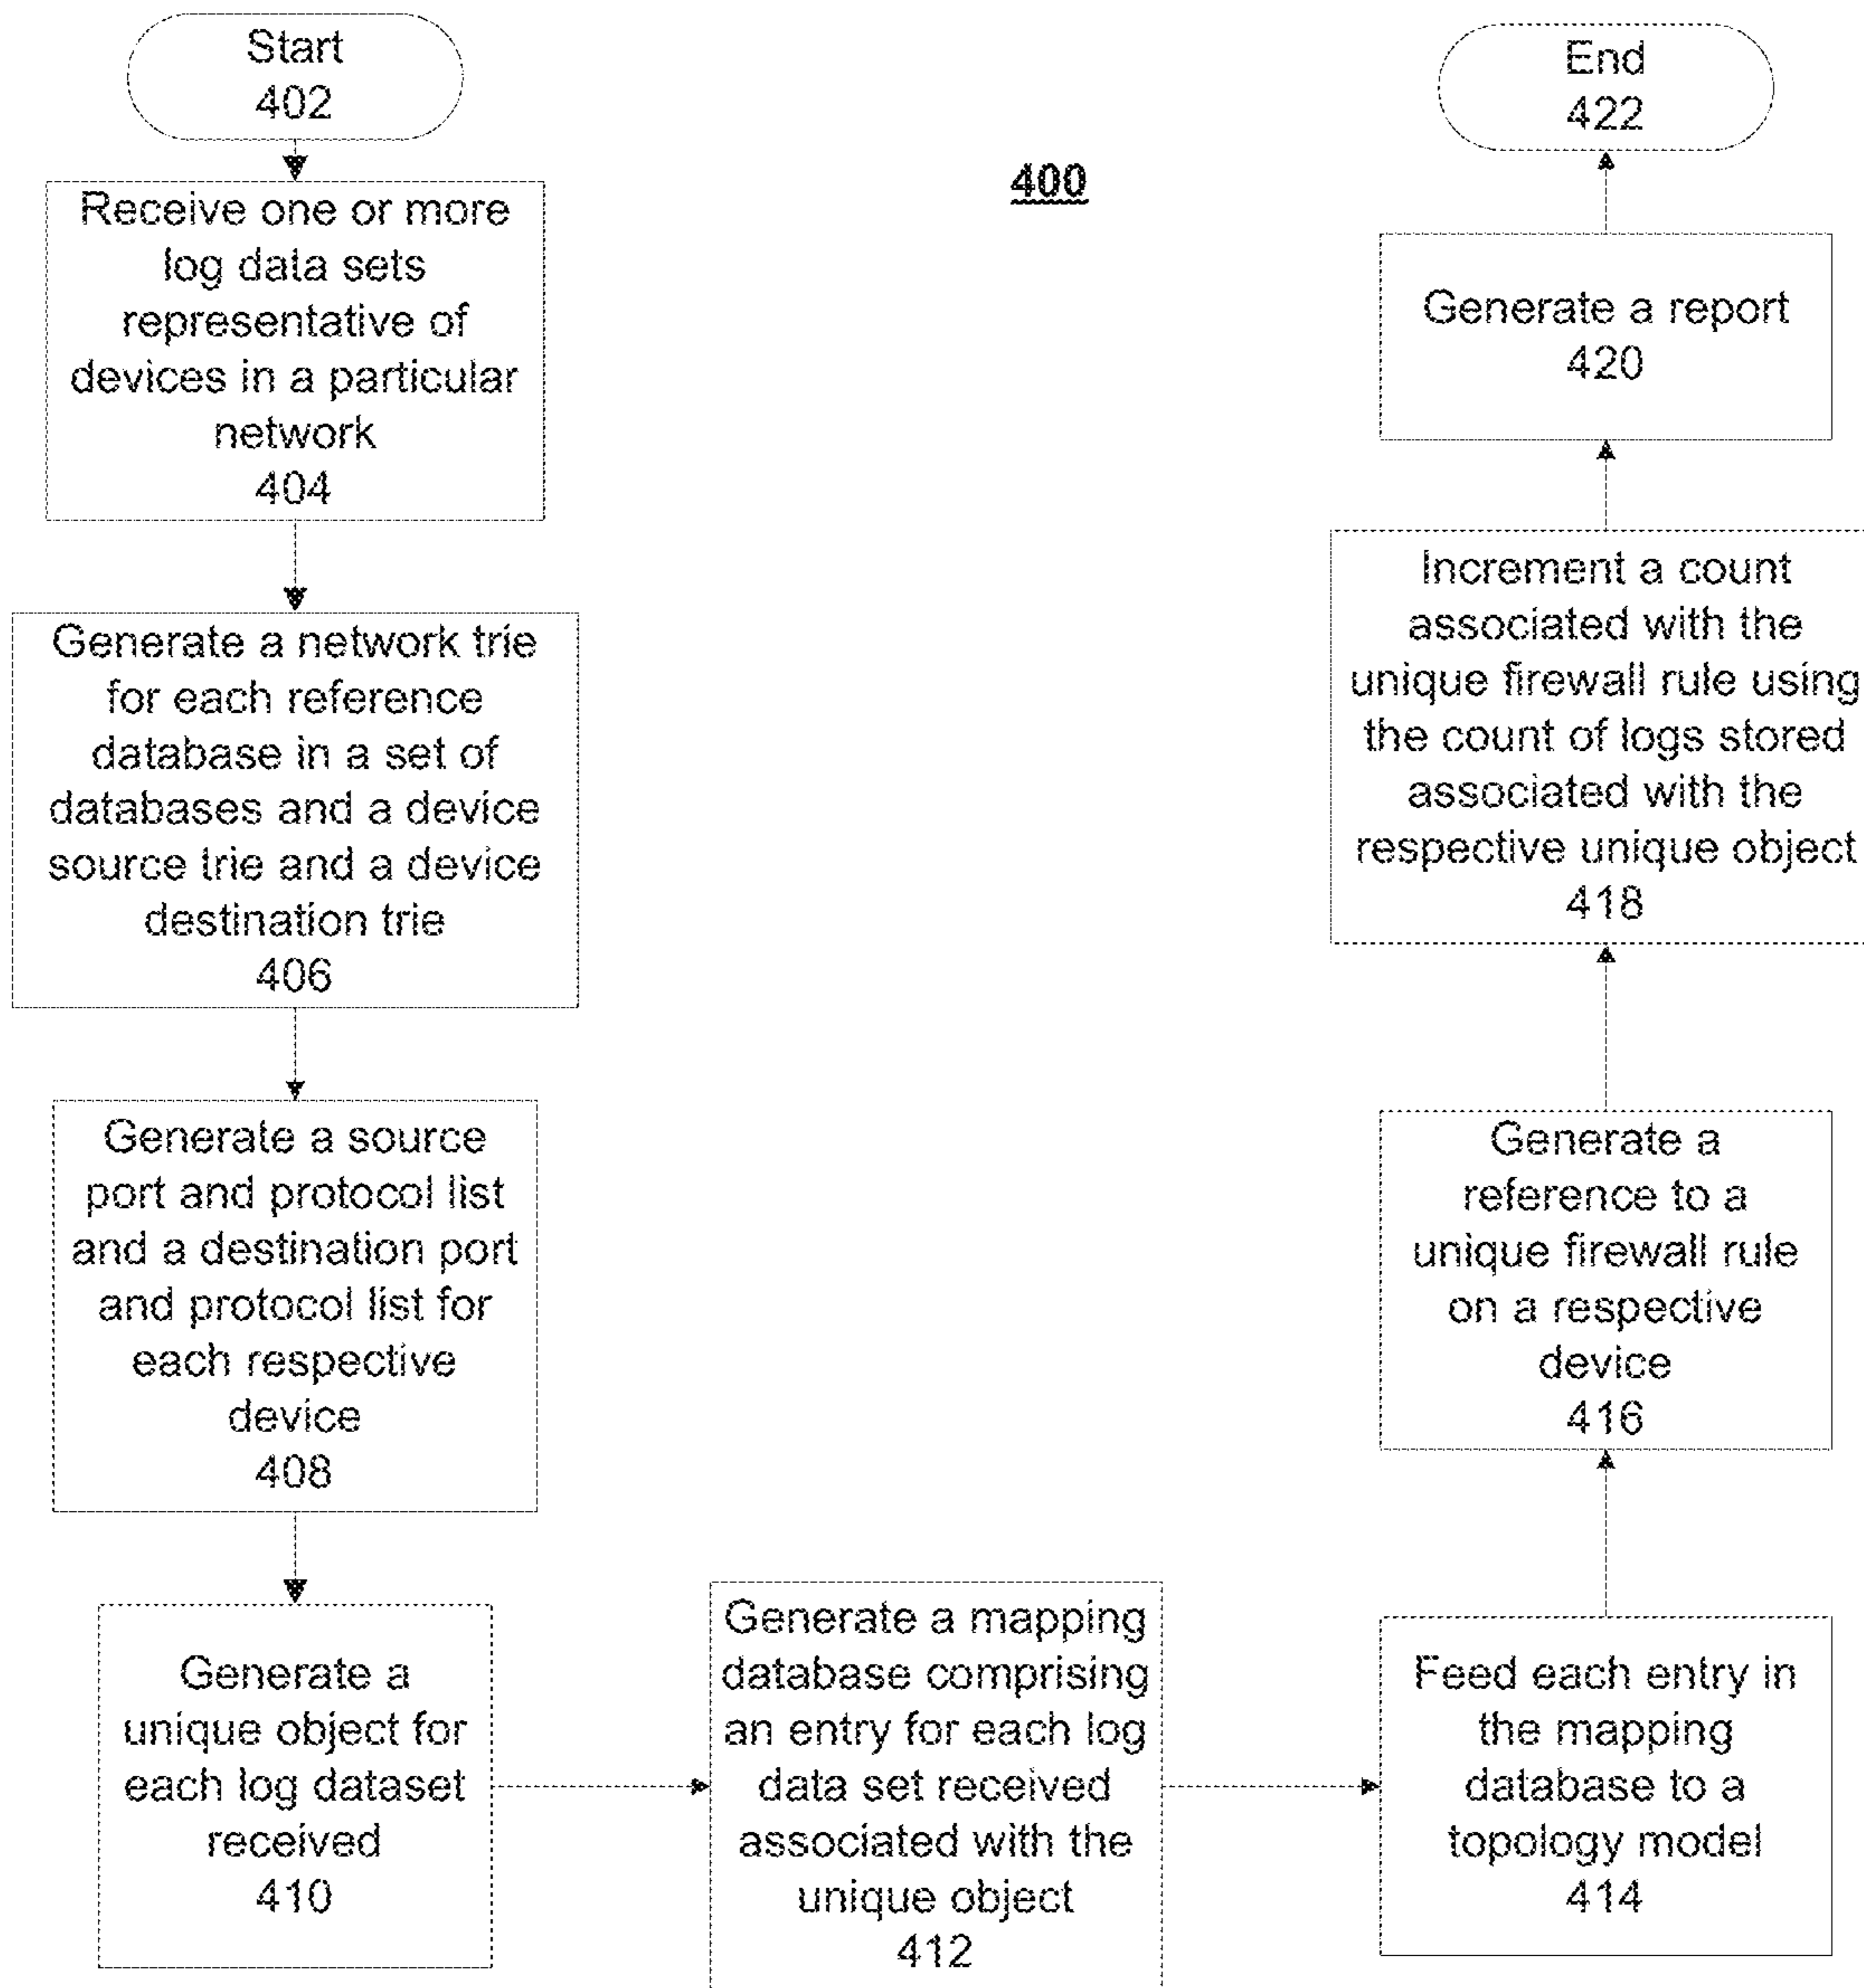 Start
402
Receive one or more
log data sets
representative of
devices in a particular
network
404
Generate a network trie
for each reference
database in a set of
databases and a device
source trie and a device
destination trie
406
Generate a source
port and protocol list
and a destination port
and protocol list for
each respective
device
408
Generate a
unique object for
each log dataset
received
410
Generate a mapping
database comprising
an entry for each log
data set received
associated with the
unique object
412
Feed each entry in
the mapping
database to a
topology model
414
Generate a
reference to a
unique firewall rule
on a respective
device
416
Increment a count
associated with the
unique firewall rule using
the count of logs stored
associated with the
respective unique object
418
Generate a report
420
End
422
400